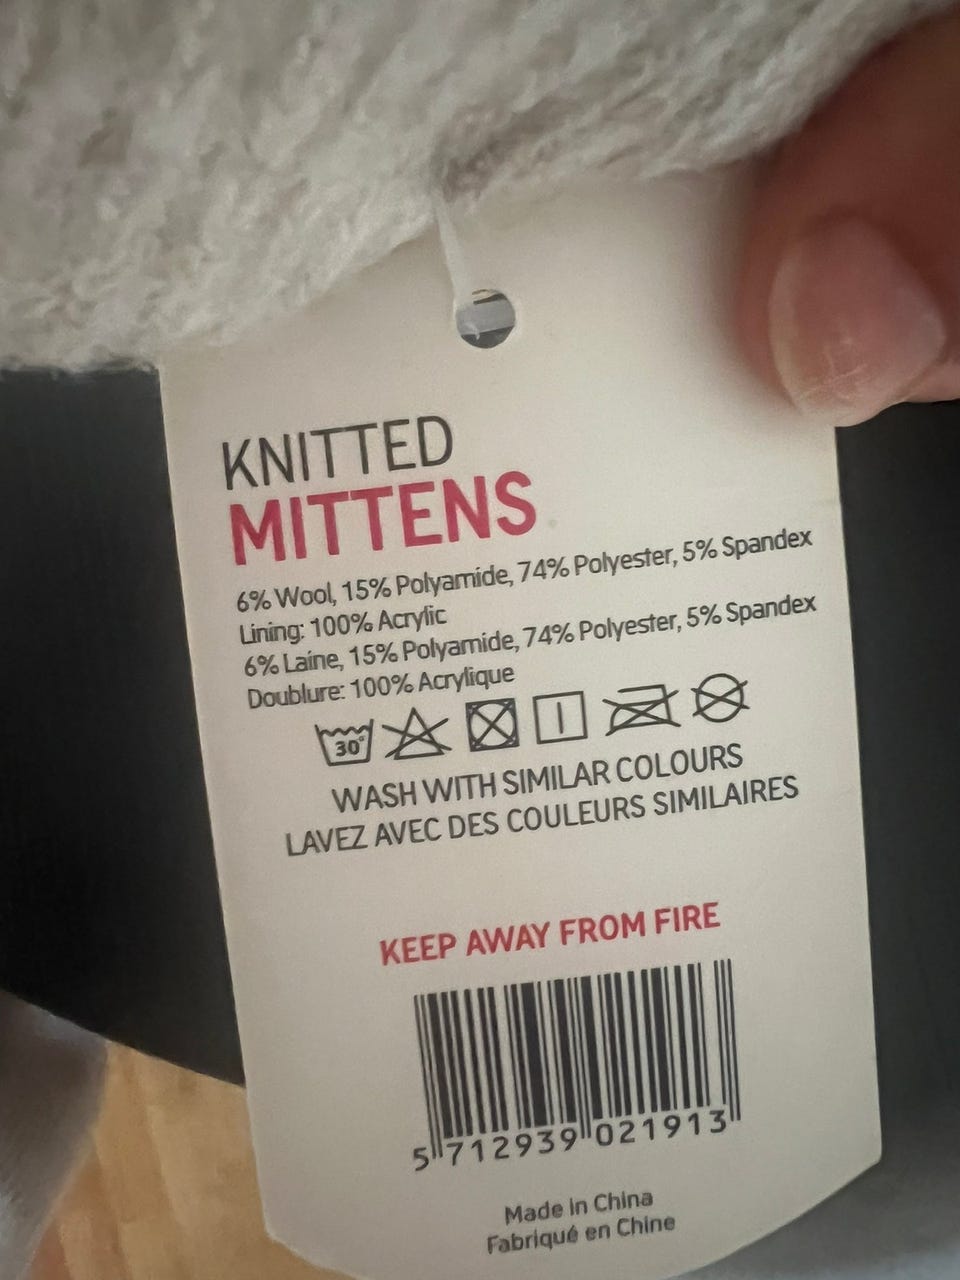 KNITTED
MITTENS
6% Wool, 15% Polyamide, 74% Polyester, 5% Spandex
Lining: 100% Acrylic
6% Laine, 15% Polyamide, 74% Polyester, 5% Spandex
Doublure: 100% Acrylique
30°
WASH WITH SIMILAR COLOURS
LAVEZ AVEC DES COULEURS SIMILAIRES
KEEP AWAY FROM FIRE
5 712939 021913
Made in China
Fabriqué en Chine